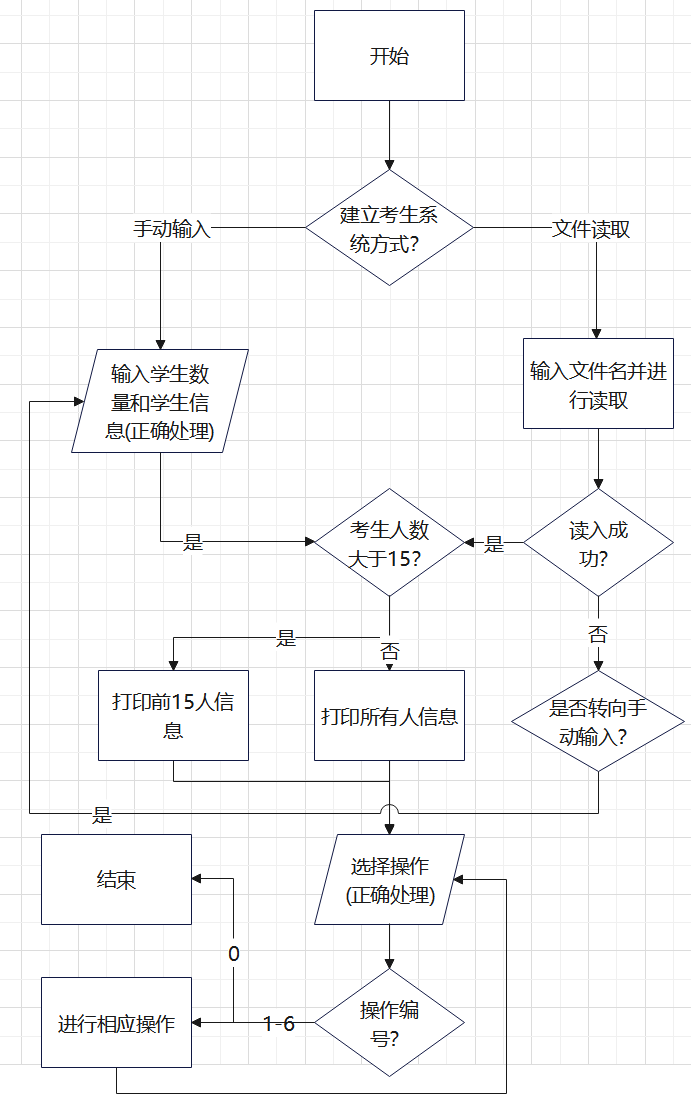 开始
建立考生系
统方式？
手动输入
文件读取
输入学生数
量和学生信
息(正确处理)
输入文件名并进
行读取
考生人数
大于15？
读入成
功？
是
是
是
否
否
打印前15人信
息
打印所有人信息
是否转向手
动输入？
是
结束
选择操作
(正确处理)
0
进行相应操作
1-6
操作编
号？